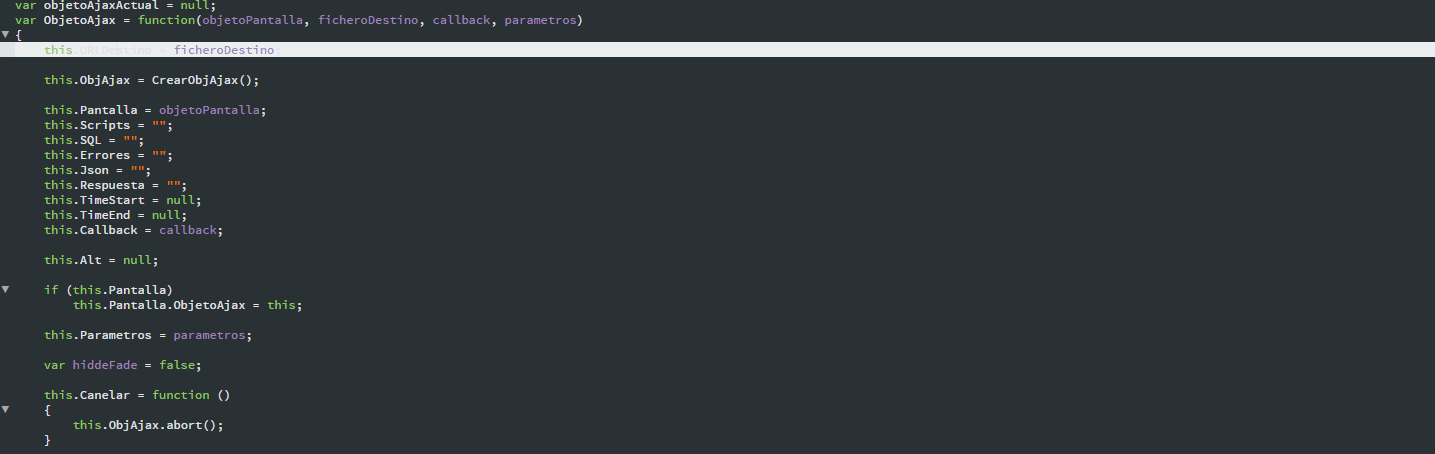 var objetoAjaxActual = null;
var ObjetoAjax = function(objetoPantalla, ficheroDestino, callback, parametros)
{
this.URLDestino = ficheroDestino;
this.ObjAjax = CrearObjAjax();
this.Pantalla = objetoPantalla;
this.Scripts = "";
this.SQL = "";
this.Errores = "";
this.Json = "";
this.Respuesta = "";
this.TimeStart = null;
this.TimeEnd = null;
this.Callback = callback;
this.Alt = null;
if (this.Pantalla)
this.Pantalla.ObjetoAjax = this;
this.Parametros = parametros;
var hiddeFade = false;
this.Canelar = function ()
{
this.ObjAjax.abort();
}